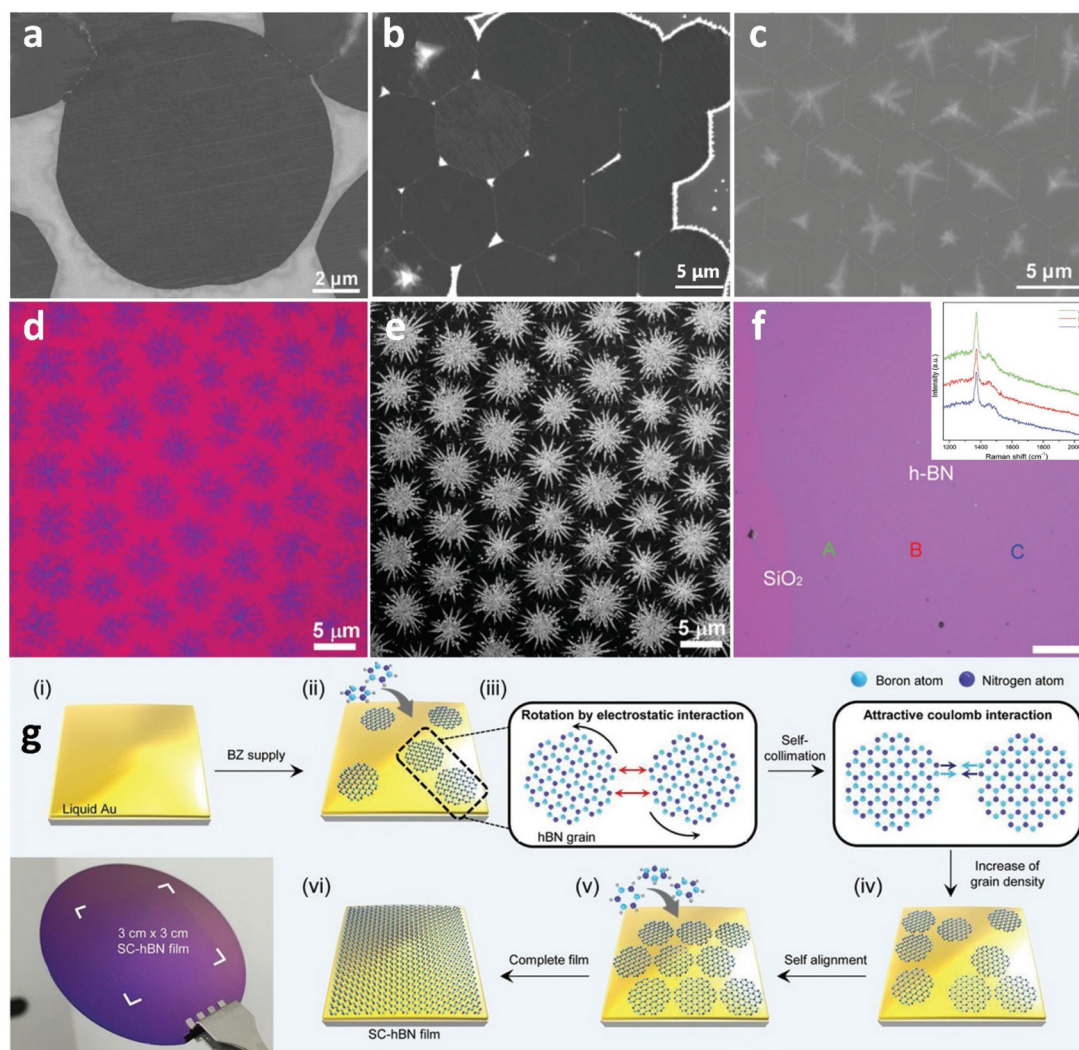 a
2 µm
b
5 µm
c
5 µm
d
5 µm
e
5 µm
f
Intensity (a.u.)
1200 1400 1600 1800 2000
Raman shift (cm⁻¹)
h-BN
A
B
C
SiO₂
g
(i)
Liquid Au
BZ supply
(ii)
(iii)
Rotation by electrostatic interaction
hBN grain
Self-
collimation
Boron atom
Nitrogen atom
Attractive coulomb interaction
Increase of
grain density
(iv)
Self alignment
(v)
Complete film
(vi)
SC-hBN film
3 cm x 3 cm
SC-hBN film